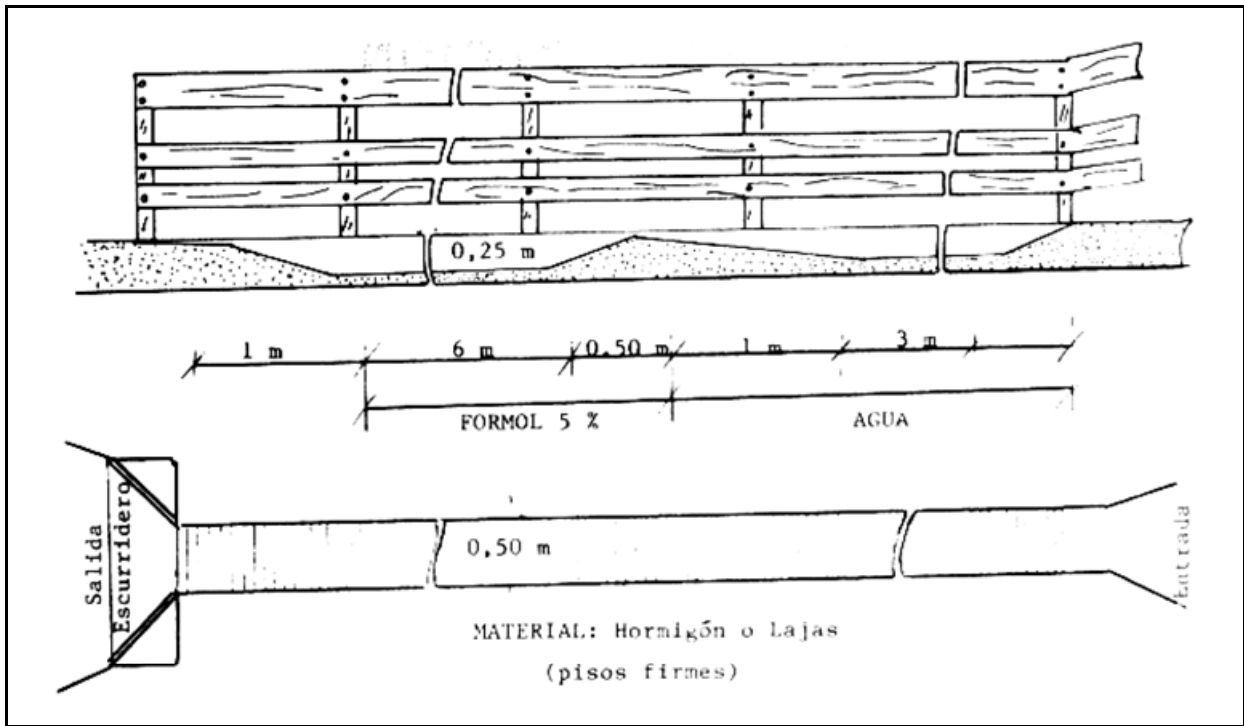 0,25 m
1 m 6 m 0,50 m 1 m 3 m
FORMOL 5 % AGUA
Salida
Escurridero
0,50 m
Entrada
MATERIAL: Hormigón o Lajas
(pisos firmes)